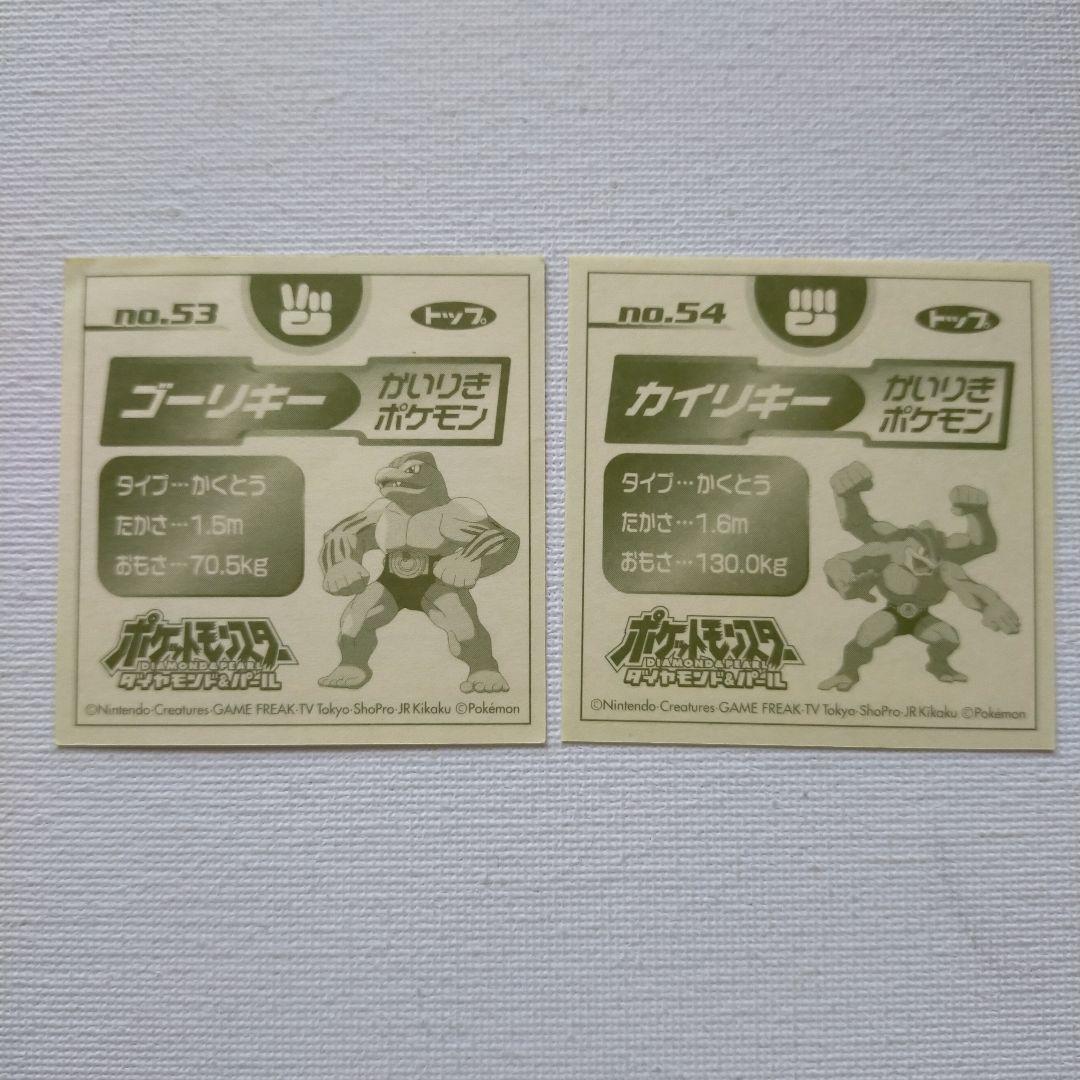 no.53
トップ。
ゴーリキー
かいりき
ポケモン
タイプ…かくとう
たかさ…1.5m
おもさ…70.5kg
ポケットモンスター
DIAMOND&PEARL
ダイヤモンド&パール
©Nintendo·Creatures·GAME FREAK·TV Tokyo·ShoPro·JR Kikaku ©Pokémon
no.54
トップ。
カイリキー
かいりき
ポケモン
タイプ…かくとう
たかさ…1.6m
おもさ…130.0kg
ポケットモンスター
DIAMOND&PEARL
ダイヤモンド&パール
©Nintendo·Creatures·GAME FREAK·TV Tokyo·ShoPro·JR Kikaku ©Pokémon